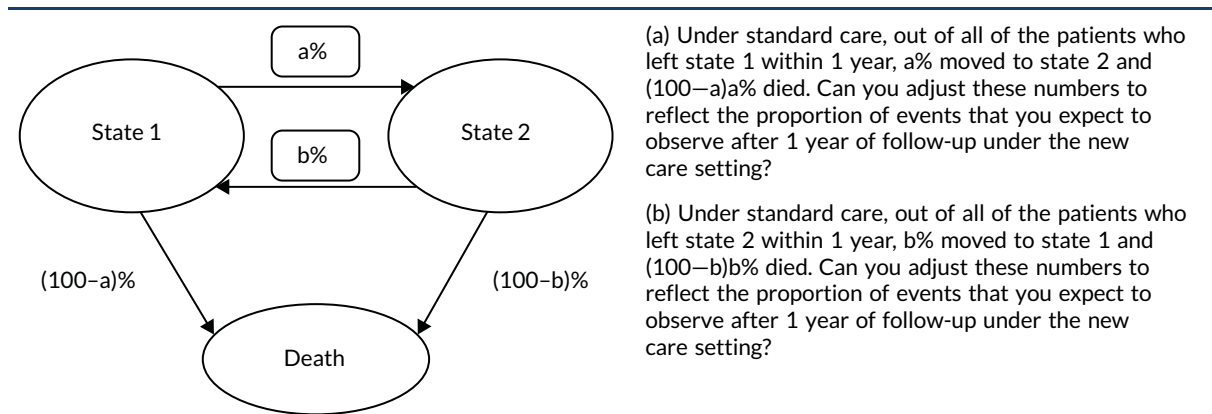 a%
State 1
State 2
b%
(100–a)%
(100–b)%
Death
(a) Under standard care, out of all of the patients who
left state 1 within 1 year, a% moved to state 2 and
(100—a)a% died. Can you adjust these numbers to
reflect the proportion of events that you expect to
observe after 1 year of follow-up under the new
care setting?
(b) Under standard care, out of all of the patients who
left state 2 within 1 year, b% moved to state 1 and
(100—b)b% died. Can you adjust these numbers to
reflect the proportion of events that you expect to
observe after 1 year of follow-up under the new
care setting?